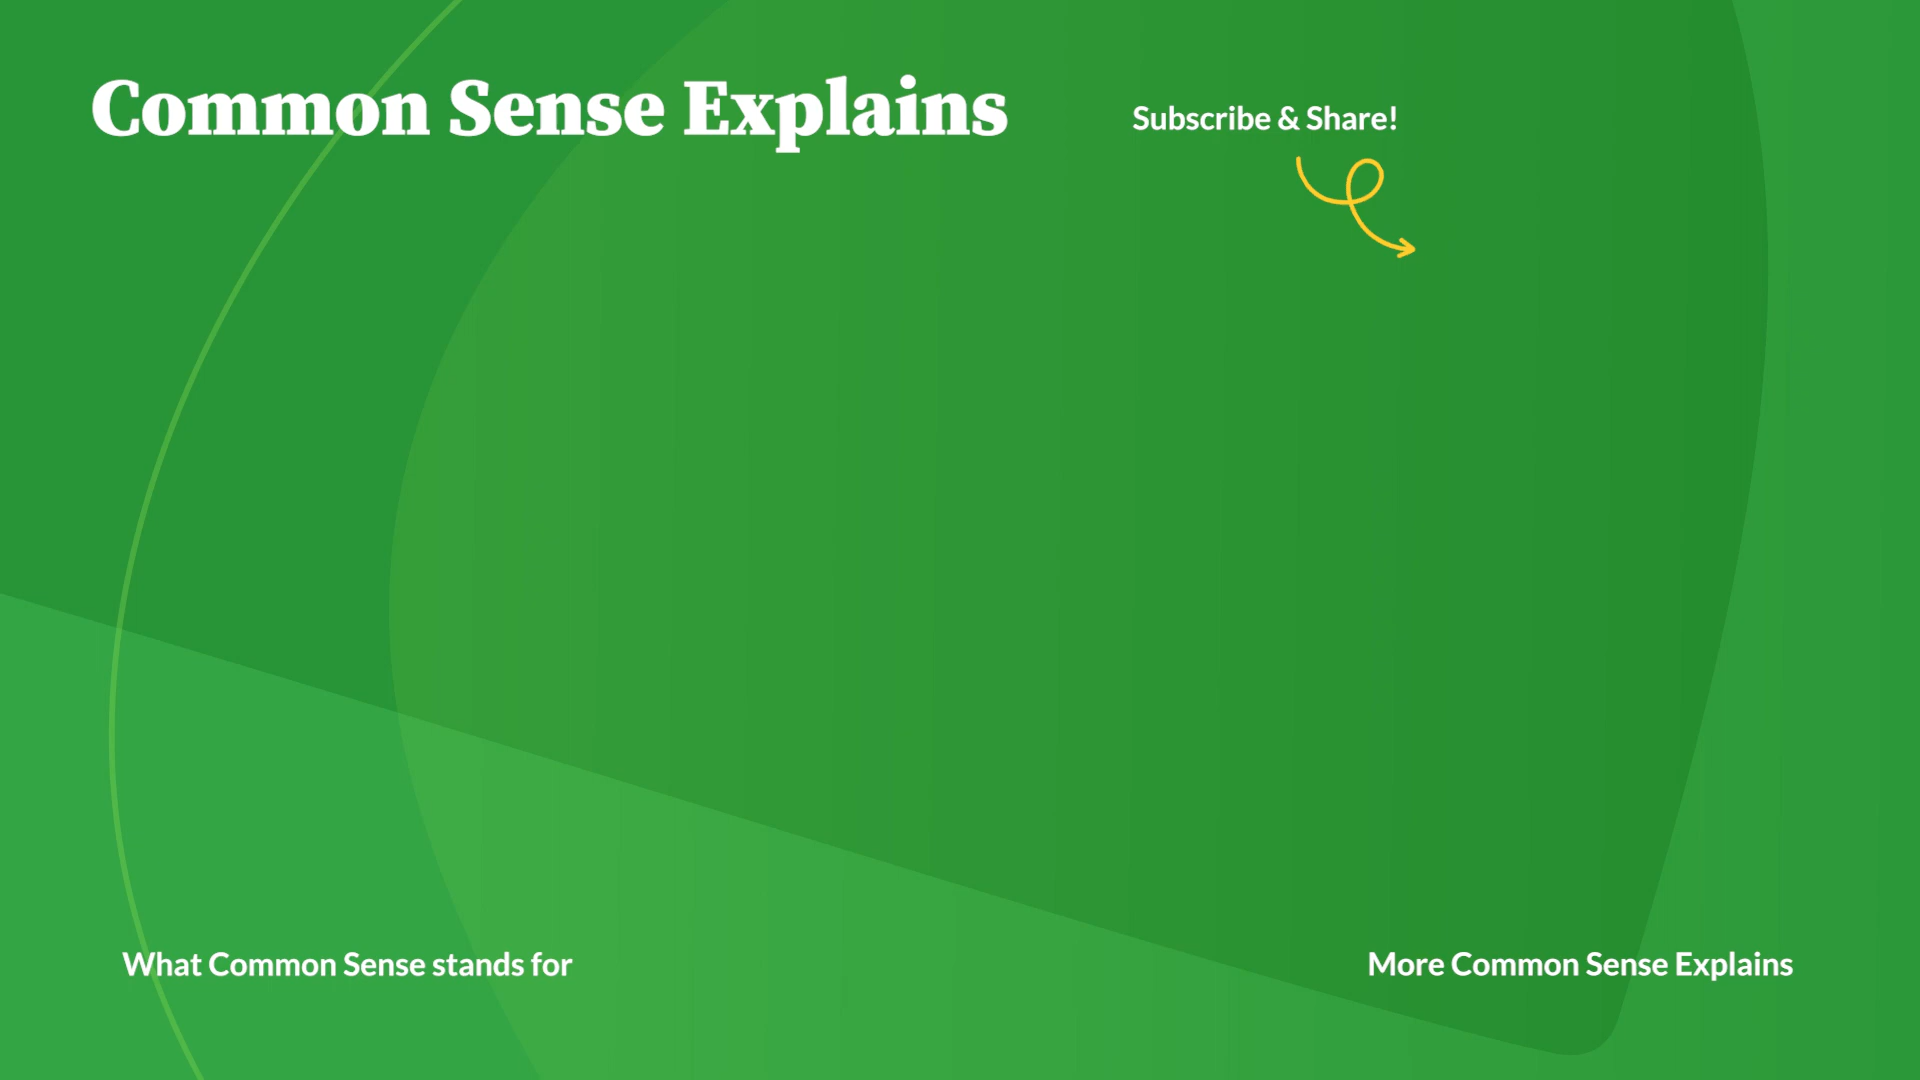 Common Sense Explains
Subscribe & Share!
What Common Sense stands for
More Common Sense Explains